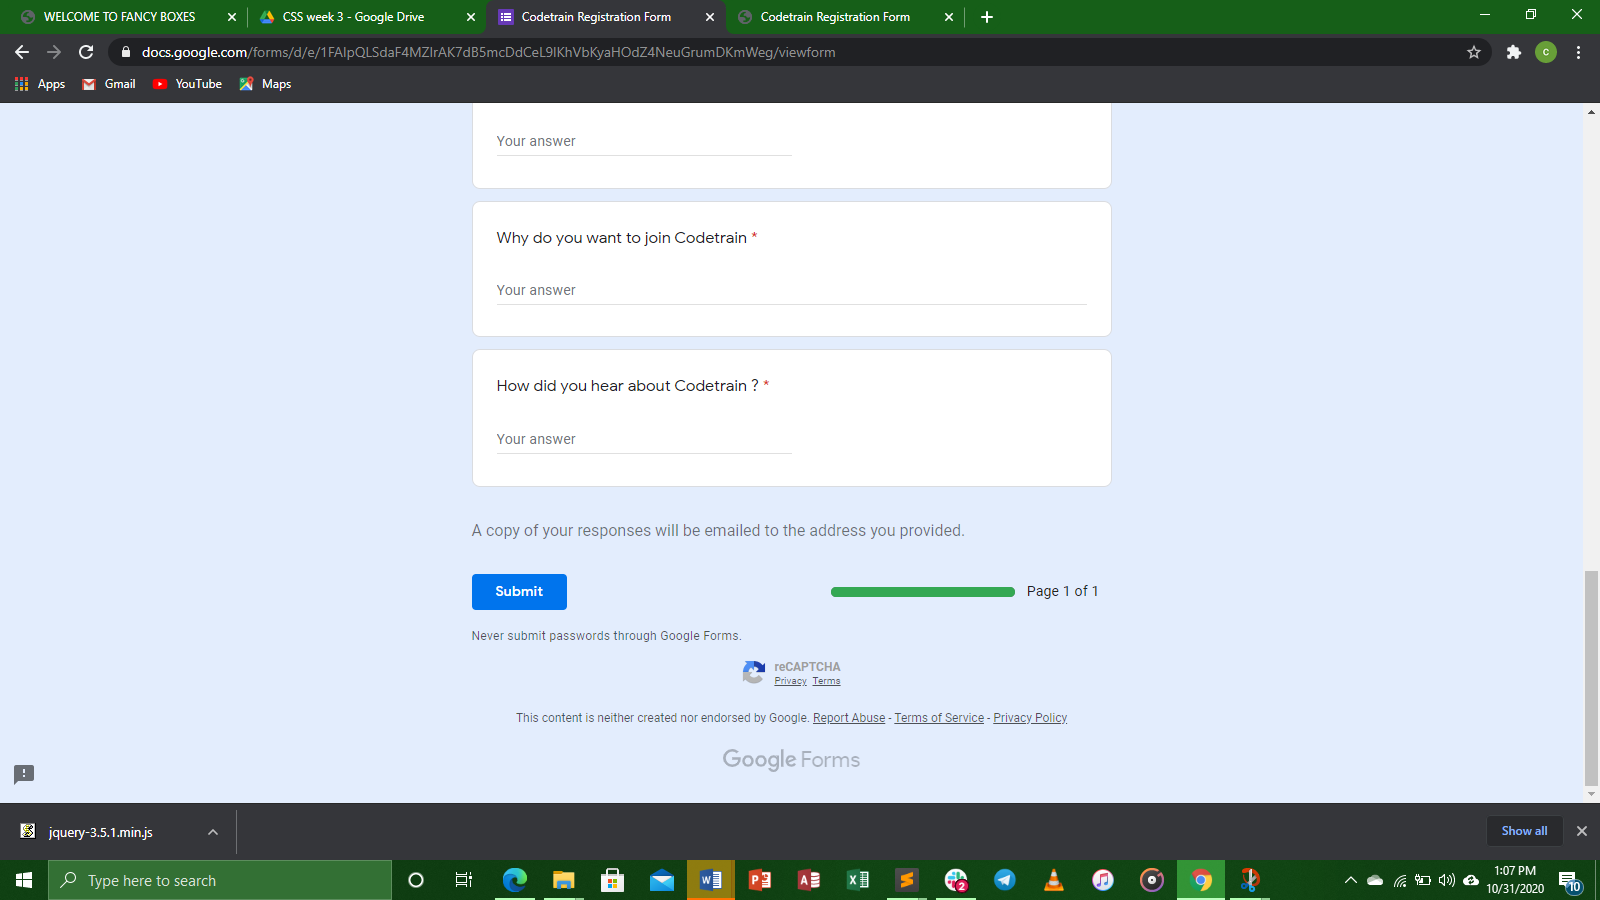 WELCOME TO FANCY BOXES
CSS week 3 - Google Drive
Codetrain Registration Form
Codetrain Registration Form
docs.google.com/forms/d/e/1FAIpQLSdaF4MZIrAK7dB5mcDdCeL9IKhVbKyaHOdZ4NeuGrumDKmWeg/viewform
C
Apps
Gmail
YouTube
Maps
Your answer
Why do you want to join Codetrain *
Your answer
How did you hear about Codetrain ? *
Your answer
A copy of your responses will be emailed to the address you provided.
Submit
Page 1 of 1
Never submit passwords through Google Forms.
reCAPTCHA
Privacy Terms
This content is neither created nor endorsed by Google. Report Abuse - Terms of Service - Privacy Policy
Google Forms
jquery-3.5.1.min.js
Show all
Type here to search
2
1:07 PM
10/31/2020
10